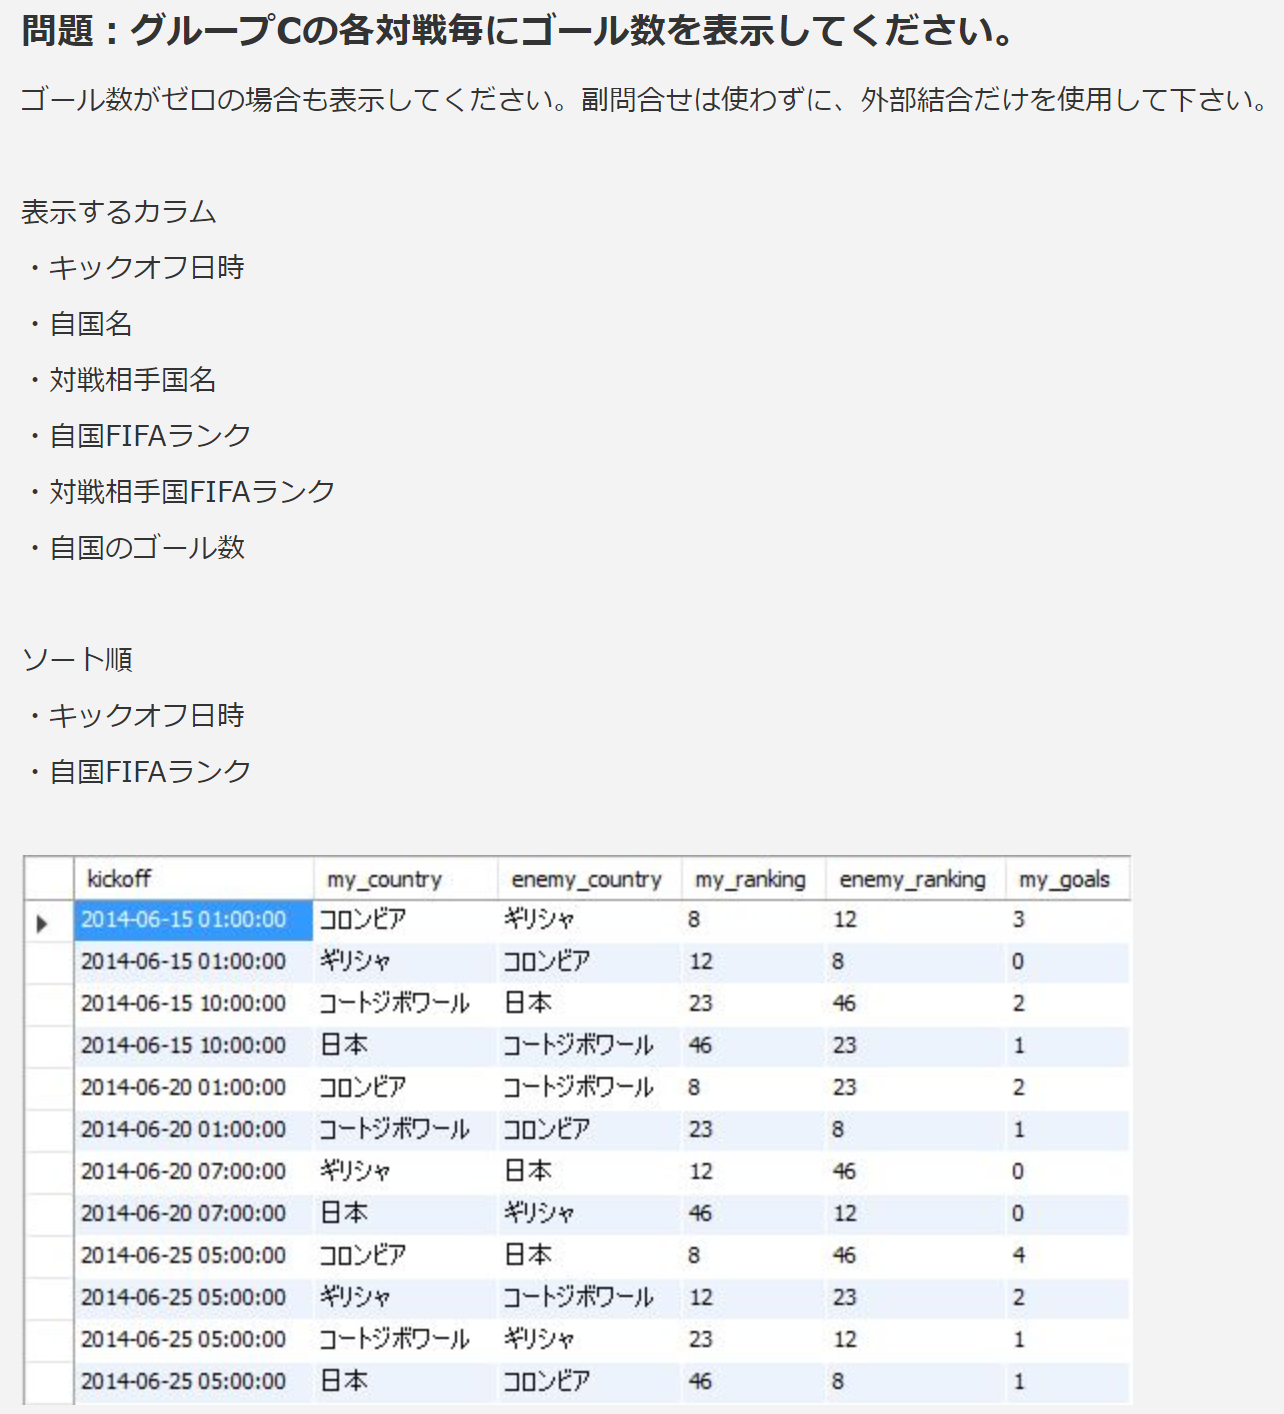 問題：グループCの各対戦毎にゴール数を表示してください。
ゴール数がゼロの場合も表示してください。副問合せは使わずに、外部結合だけを使用して下さい。
表示するカラム
・キックオフ日時
・自国名
・対戦相手国名
・自国FIFAランク
・対戦相手国FIFAランク
・自国のゴール数
ソート順
・キックオフ日時
・自国FIFAランク
kickoff my_country enemy_country my_ranking enemy_ranking my_goals
2014-06-15 01:00:00 コロンビア ギリシャ 8 12 3
2014-06-15 01:00:00 ギリシャ コロンビア 12 8 0
2014-06-15 10:00:00 コートジボワール 日本 23 46 2
2014-06-15 10:00:00 日本 コートジボワール 46 23 1
2014-06-20 01:00:00 コロンビア コートジボワール 8 23 2
2014-06-20 01:00:00 コートジボワール コロンビア 23 8 1
2014-06-20 07:00:00 ギリシャ 日本 12 46 0
2014-06-20 07:00:00 日本 ギリシャ 46 12 0
2014-06-25 05:00:00 コロンビア 日本 8 46 4
2014-06-25 05:00:00 ギリシャ コートジボワール 12 23 2
2014-06-25 05:00:00 コートジボワール ギリシャ 23 12 1
2014-06-25 05:00:00 日本 コロンビア 46 8 1